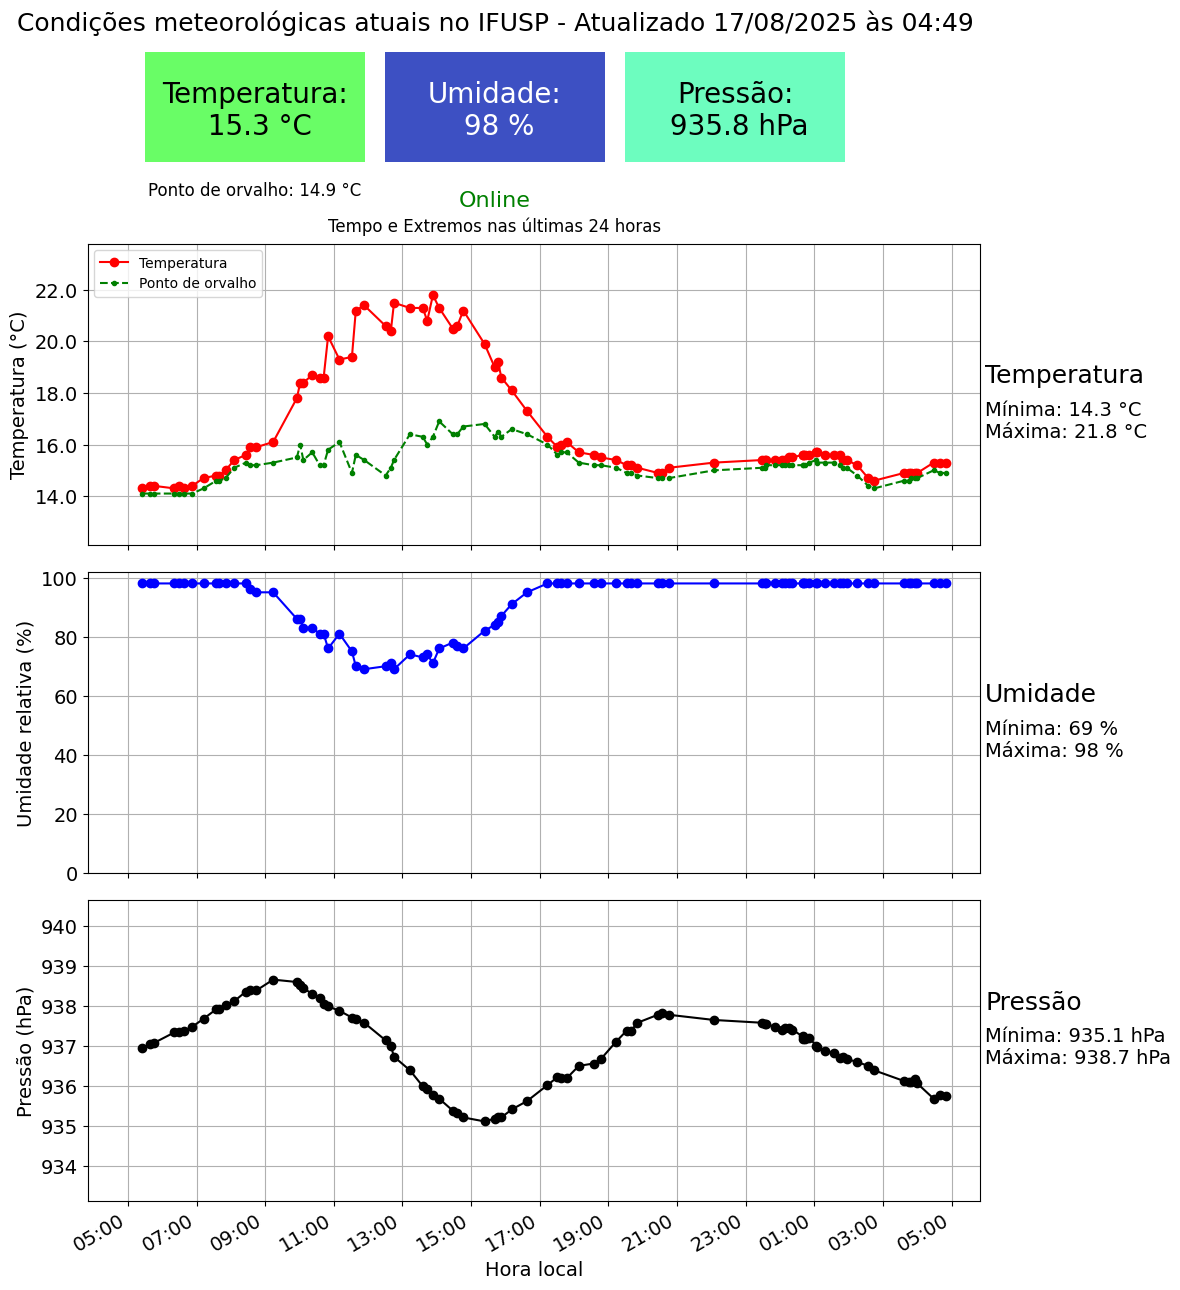 Condições meteorológicas atuais no IFUSP - Atualizado 17/08/2025 às 04:49
Temperatura:
15.3 °C
Umidade:
98 %
Pressão:
935.8 hPa
Ponto de orvalho: 14.9 °C
Online
Tempo e Extremos nas últimas 24 horas
Temperatura
Ponto de orvalho
Temperatura (°C)
22.0
20.0
18.0
16.0
14.0
Temperatura
Mínima: 14.3 °C
Máxima: 21.8 °C
Umidade relativa (%)
100
80
60
40
20
0
Umidade
Mínima: 69 %
Máxima: 98 %
Pressão (hPa)
940
939
938
937
936
935
934
Pressão
Mínima: 935.1 hPa
Máxima: 938.7 hPa
05:00 07:00 09:00 11:00 13:00 15:00 17:00 19:00 21:00 23:00 01:00 03:00 05:00
Hora local